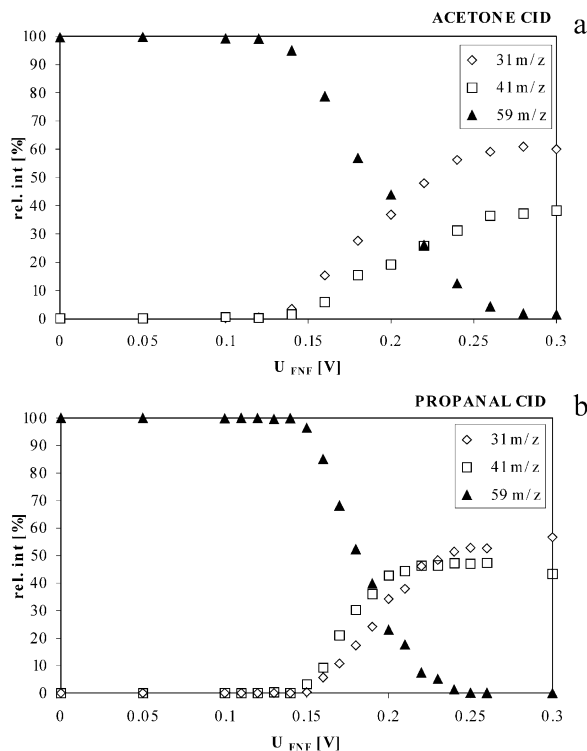 ACETONE CID
a
31 m/z
41 m/z
59 m/z
100
90
80
70
60
50
40
30
20
10
0
rel. int [%]
0 0.05 0.1 0.15 0.2 0.25 0.3
U FNF [V]
PROPANAL CID
b
31 m/z
41 m/z
59 m/z
100
90
80
70
60
50
40
30
20
10
0
rel. int [%]
0 0.05 0.1 0.15 0.2 0.25 0.3
U FNF [V]